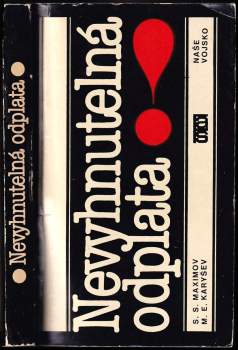 ● Nevyhnutelná odplata ●
Nevyhnutelná
odplata
S. S. MAXIMOV
M. E. KARYŠEV
NAŠE
VOJSKO